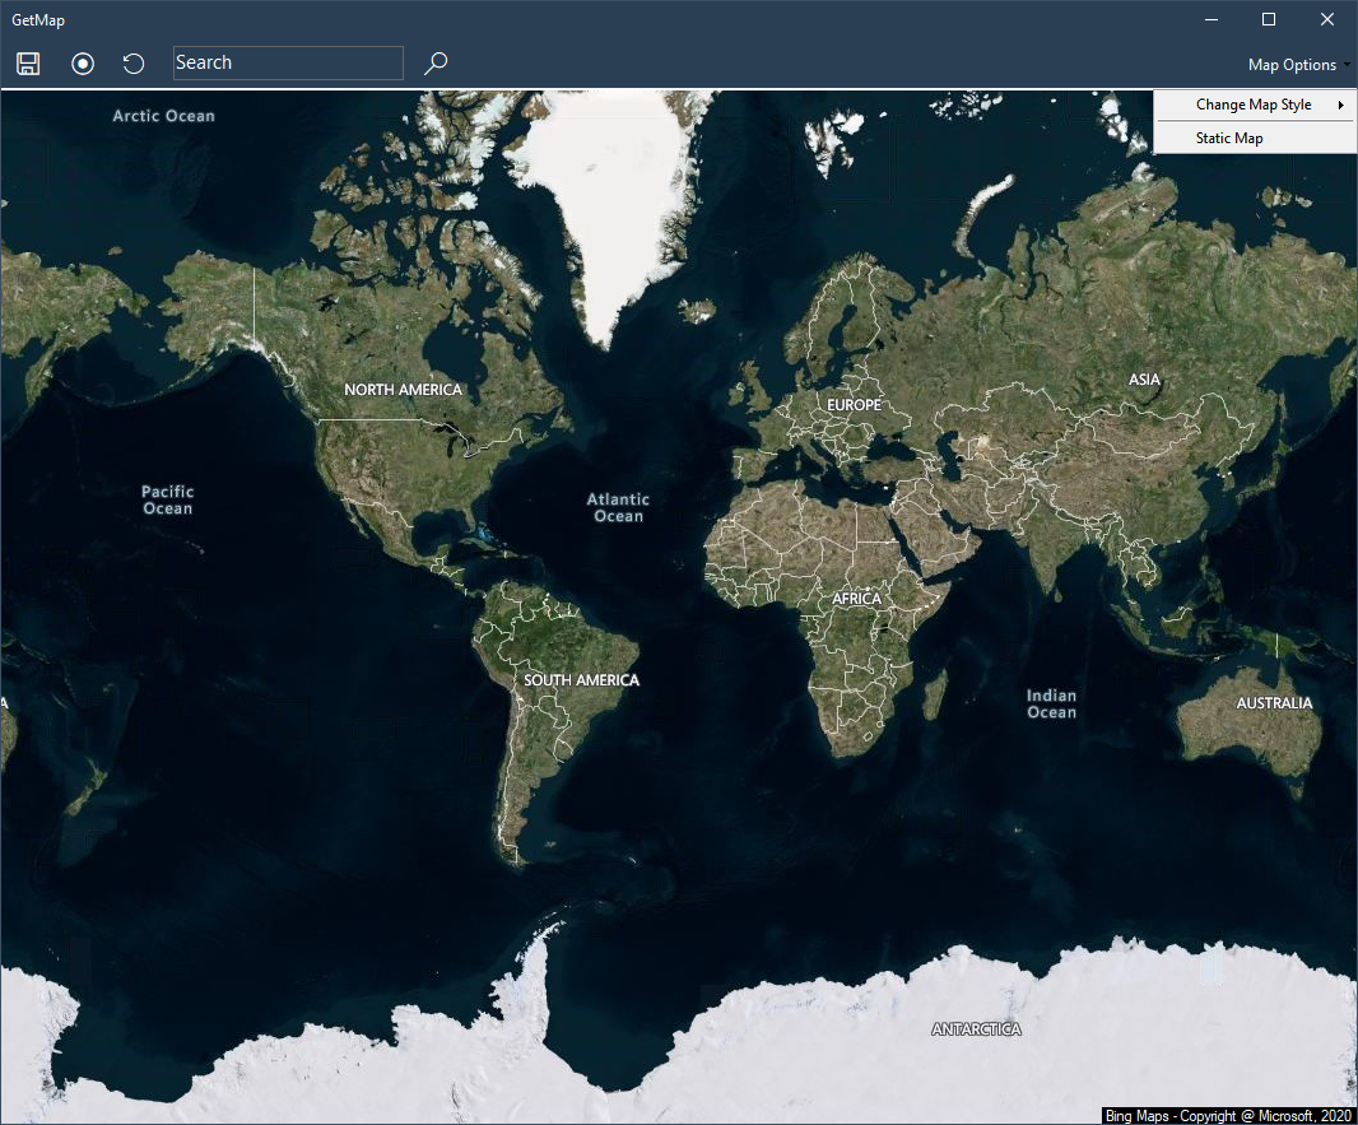 GetMap
Search
Map Options
Change Map Style
Static Map
Arctic Ocean
NORTH AMERICA
ASIA
EUROPE
Pacific
Ocean
Atlantic
Ocean
AFRICA
SOUTH AMERICA
Indian
Ocean
A
AUSTRALIA
ANTARCTICA
Bing Maps - Copyright @ Microsoft, 2020